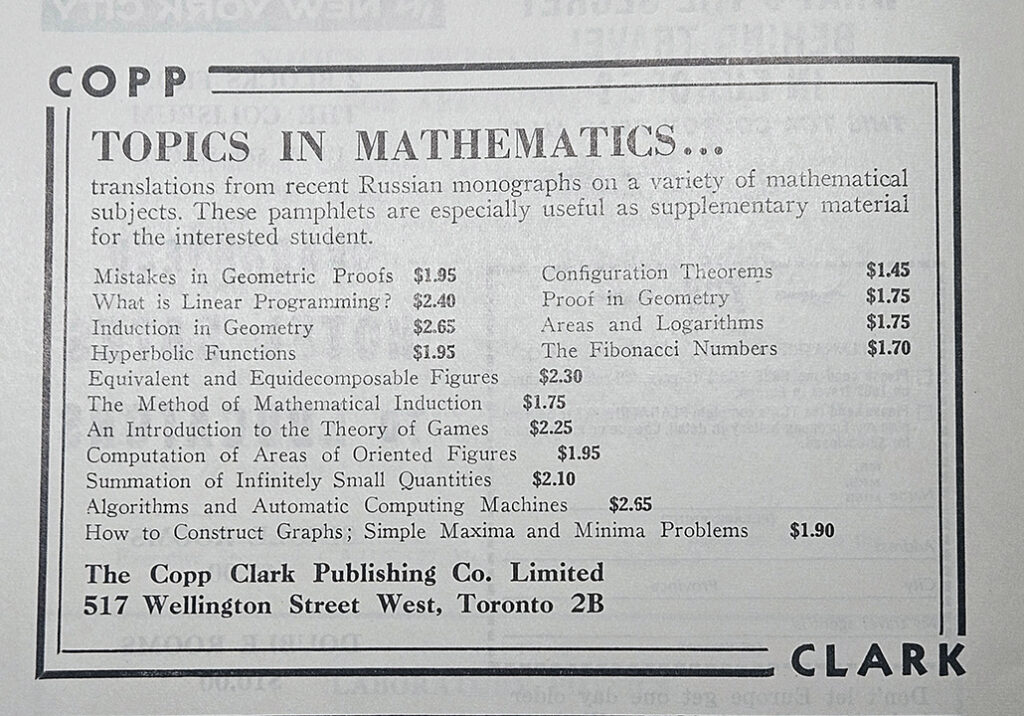 COPP
TOPICS IN MATHEMATICS...
translations from recent Russian monographs on a variety of mathematical
subjects. These pamphlets are especially useful as supplementary material
for the interested student.
Mistakes in Geometric Proofs $1.95
What is Linear Programming? $2.40
Induction in Geometry $2.65
Hyperbolic Functions $1.95
Configuration Theorems $1.45
Proof in Geometry $1.75
Areas and Logarithms $1.75
The Fibonacci Numbers $1.70
Equivalent and Equidecomposable Figures $2.30
The Method of Mathematical Induction $1.75
An Introduction to the Theory of Games $2.25
Computation of Areas of Oriented Figures $1.95
Summation of Infinitely Small Quantities $2.10
Algorithms and Automatic Computing Machines $2.65
How to Construct Graphs; Simple Maxima and Minima Problems $1.90
The Copp Clark Publishing Co. Limited
517 Wellington Street West, Toronto 2B
CLARK